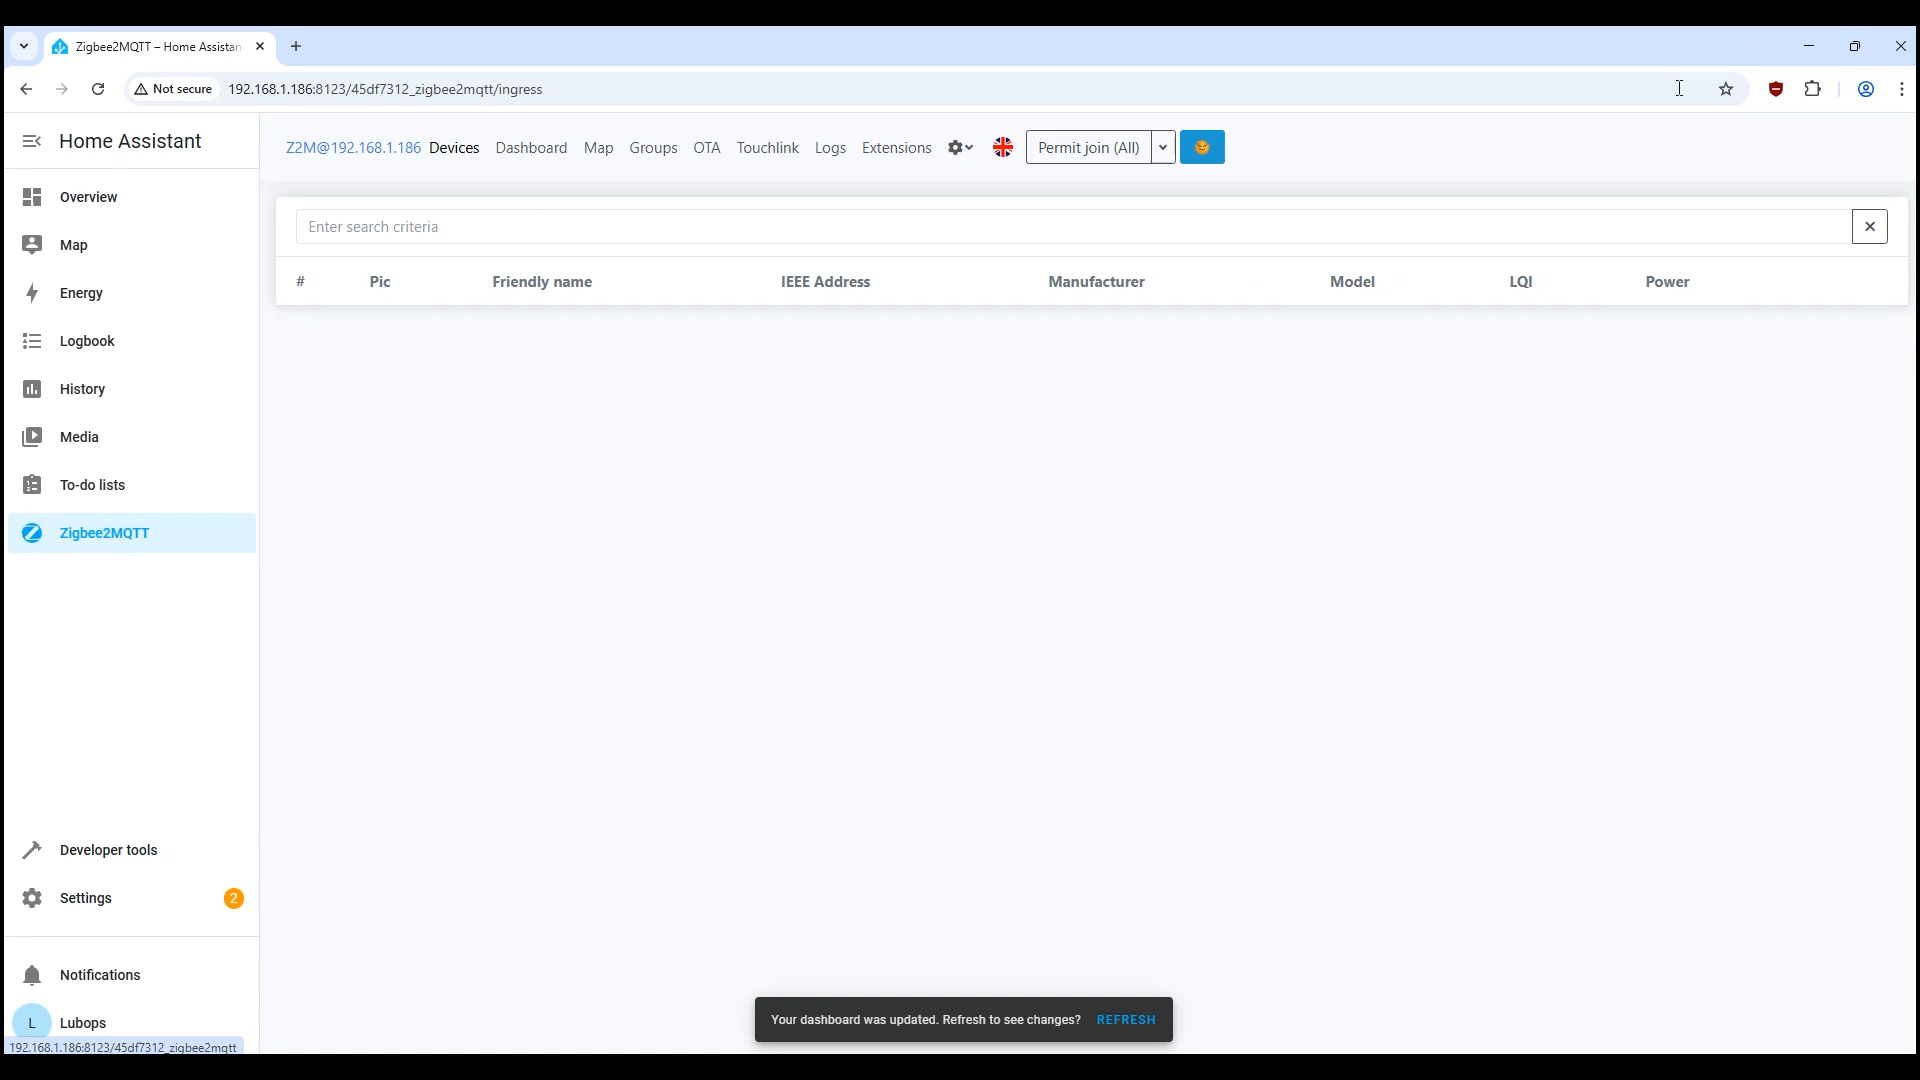 Zigbee2MQTT – Home Assistan
Not secure
192.168.1.186:8123/45df7312_zigbee2mqtt/ingress
Home Assistant
Z2M@192.168.1.186 Devices Dashboard Map Groups OTA Touchlink Logs Extensions
Permit join (All)
Overview
Map
Energy
Logbook
History
Media
To-do lists
Zigbee2MQTT
Enter search criteria
# Pic Friendly name IEEE Address Manufacturer Model LQI Power
Developer tools
Settings 2
Notifications
L Lubops
192.168.1.186:8123/45df7312_zigbee2mqtt
Your dashboard was updated. Refresh to see changes? REFRESH